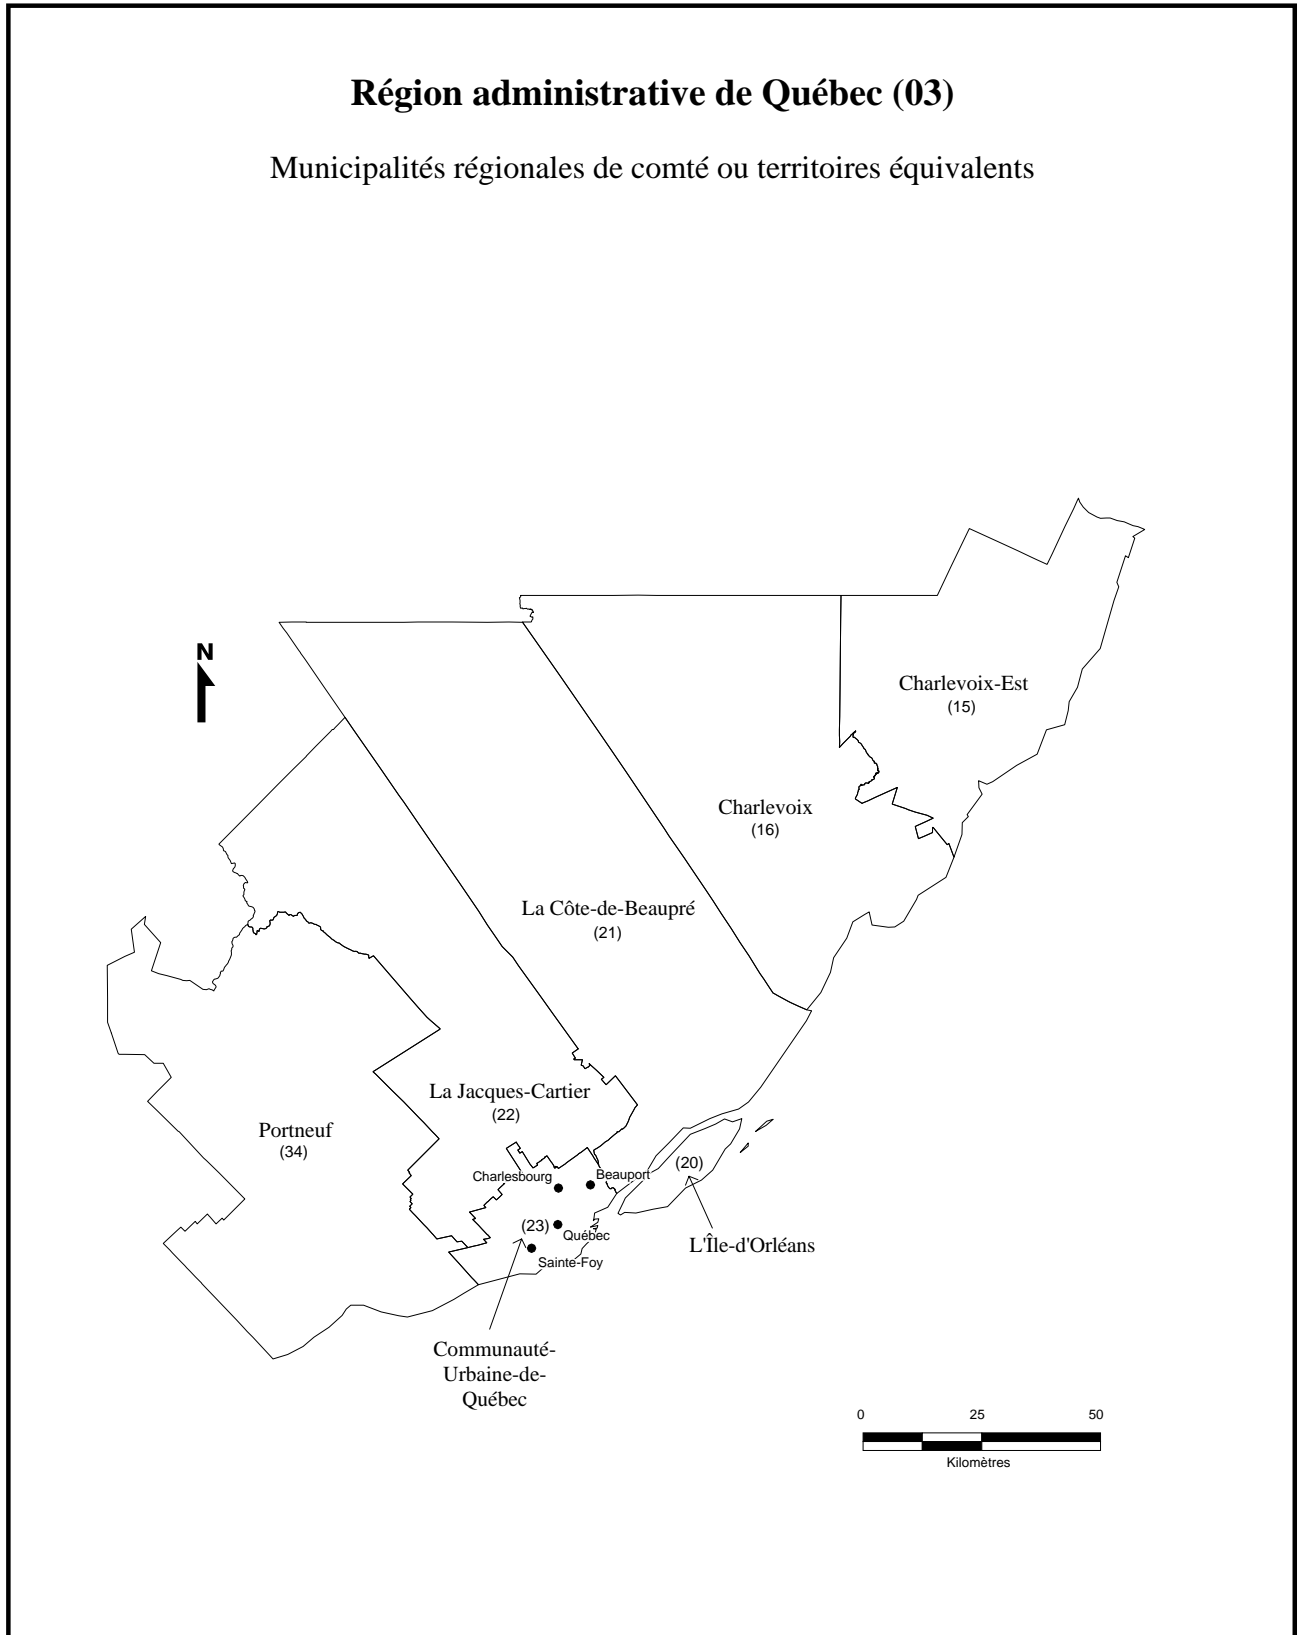 Région administrative de Québec (03)
Municipalités régionales de comté ou territoires équivalents
N
Charlevoix-Est
(15)
Charlevoix
(16)
La Côte-de-Beaupré
(21)
La Jacques-Cartier
(22)
Portneuf
(34)
Charlesbourg
Beauport
(20)
(23)
Québec
L'Île-d'Orléans
Sainte-Foy
Communauté-
Urbaine-de-
Québec
0 25 50
Kilomètres